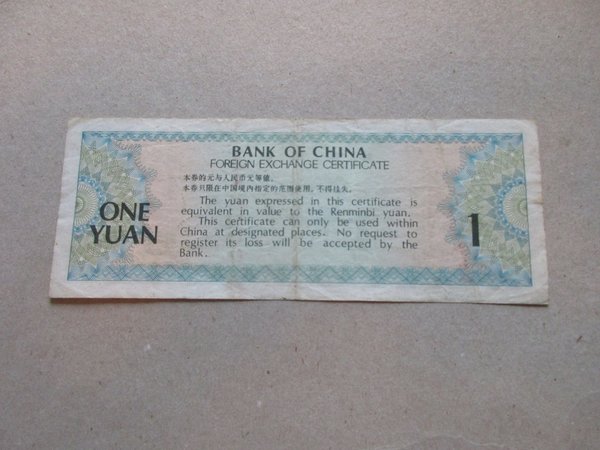 BANK OF CHINA
FOREIGN EXCHANGE CERTIFICATE
本券的元与人民币元等值。
本券只限在中国境内指定的范围使用,不得挂失。
ONE
YUAN
The yuan expressed in this certificate is
equivalent in value to the Renminbi yuan.
This certificate can only be used within
China at designated places. No request to
register its loss will be accepted by the
Bank.
1